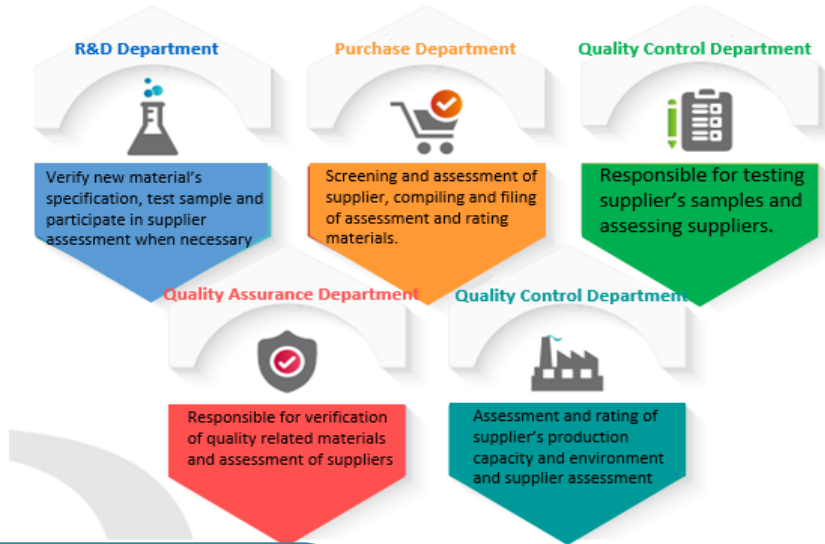 R&D Department
Verify new material's
specification, test sample and
participate in supplier
assessment when necessary
Purchase Department
Screening and assessment of
supplier, compiling and filing
of assessment and rating
materials.
Quality Control Department
Responsible for testing
supplier's samples and
assessing suppliers.
Quality Assurance Department
Responsible for verification
of quality related materials
and assessment of suppliers
Quality Control Department
Assessment and rating of
supplier's production
capacity and environment
and supplier assessment